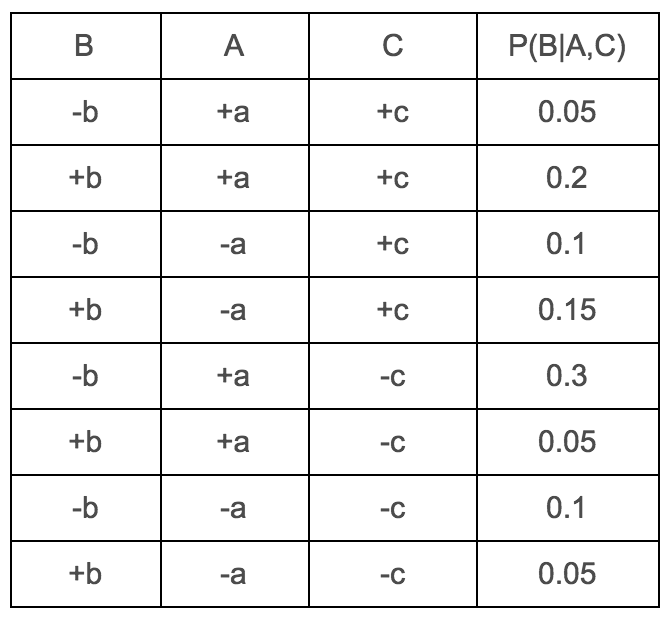 B A C P(B|A,C)
-b +a +c 0.05
+b +a +c 0.2
-b -a +c 0.1
+b -a +c 0.15
-b +a -c 0.3
+b +a -c 0.05
-b -a -c 0.1
+b -a -c 0.05